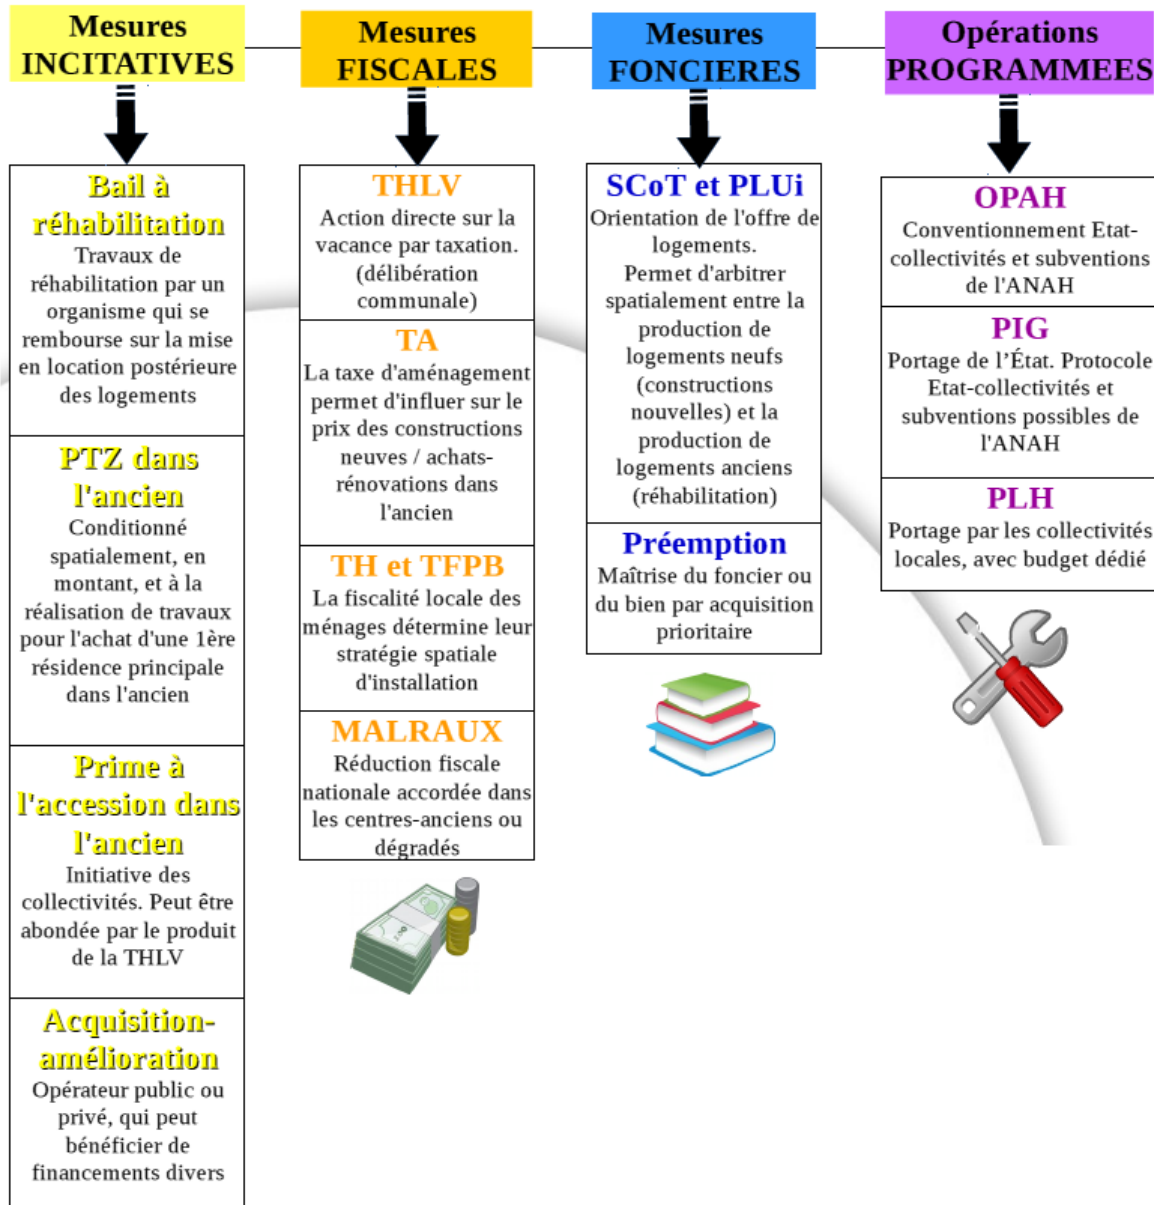 Mesures
INCITATIVES
Bail à
réhabilitation
Travaux de
réhabilitation par un
organisme qui se
rembourse sur la mise
en location postérieure
des logements
PTZ dans
l'ancien
Conditionné
spatialement, en
montant, et à la
réalisation de travaux
pour l'achat d'une 1ère
résidence principale
dans l'ancien
Prime à
l'accession dans
l'ancien
Initiative des
collectivités. Peut être
abondée par le produit
de la THLV
Acquisition-
amélioration
Opérateur public ou
privé, qui peut
bénéficier de
financements divers
Mesures
FISCALES
THLV
Action directe sur la
vacance par taxation.
(délibération
communale)
TA
La taxe d'aménagement
permet d'influer sur le
prix des constructions
neuves / achats-
rénovations dans
l'ancien
TH et TFPB
La fiscalité locale des
ménages détermine leur
stratégie spatiale
d'installation
MALRAUX
Réduction fiscale
nationale accordée dans
les centres-anciens ou
dégradés
Mesures
FONCIERES
SCoT et PLUi
Orientation de l'offre de
logements.
Permet d'arbitrer
spatialement entre la
production de
logements neufs
(constructions
nouvelles) et la
production de
logements anciens
(réhabilitation)
Préemption
Maîtrise du foncier ou
du bien par acquisition
prioritaire
Opérations
PROGRAMMEES
OPAH
Conventionnement Etat-
collectivités et subventions
de l'ANAH
PIG
Portage de l’État. Protocole
Etat-collectivités et
subventions possibles de
l'ANAH
PLH
Portage par les collectivités
locales, avec budget dédié